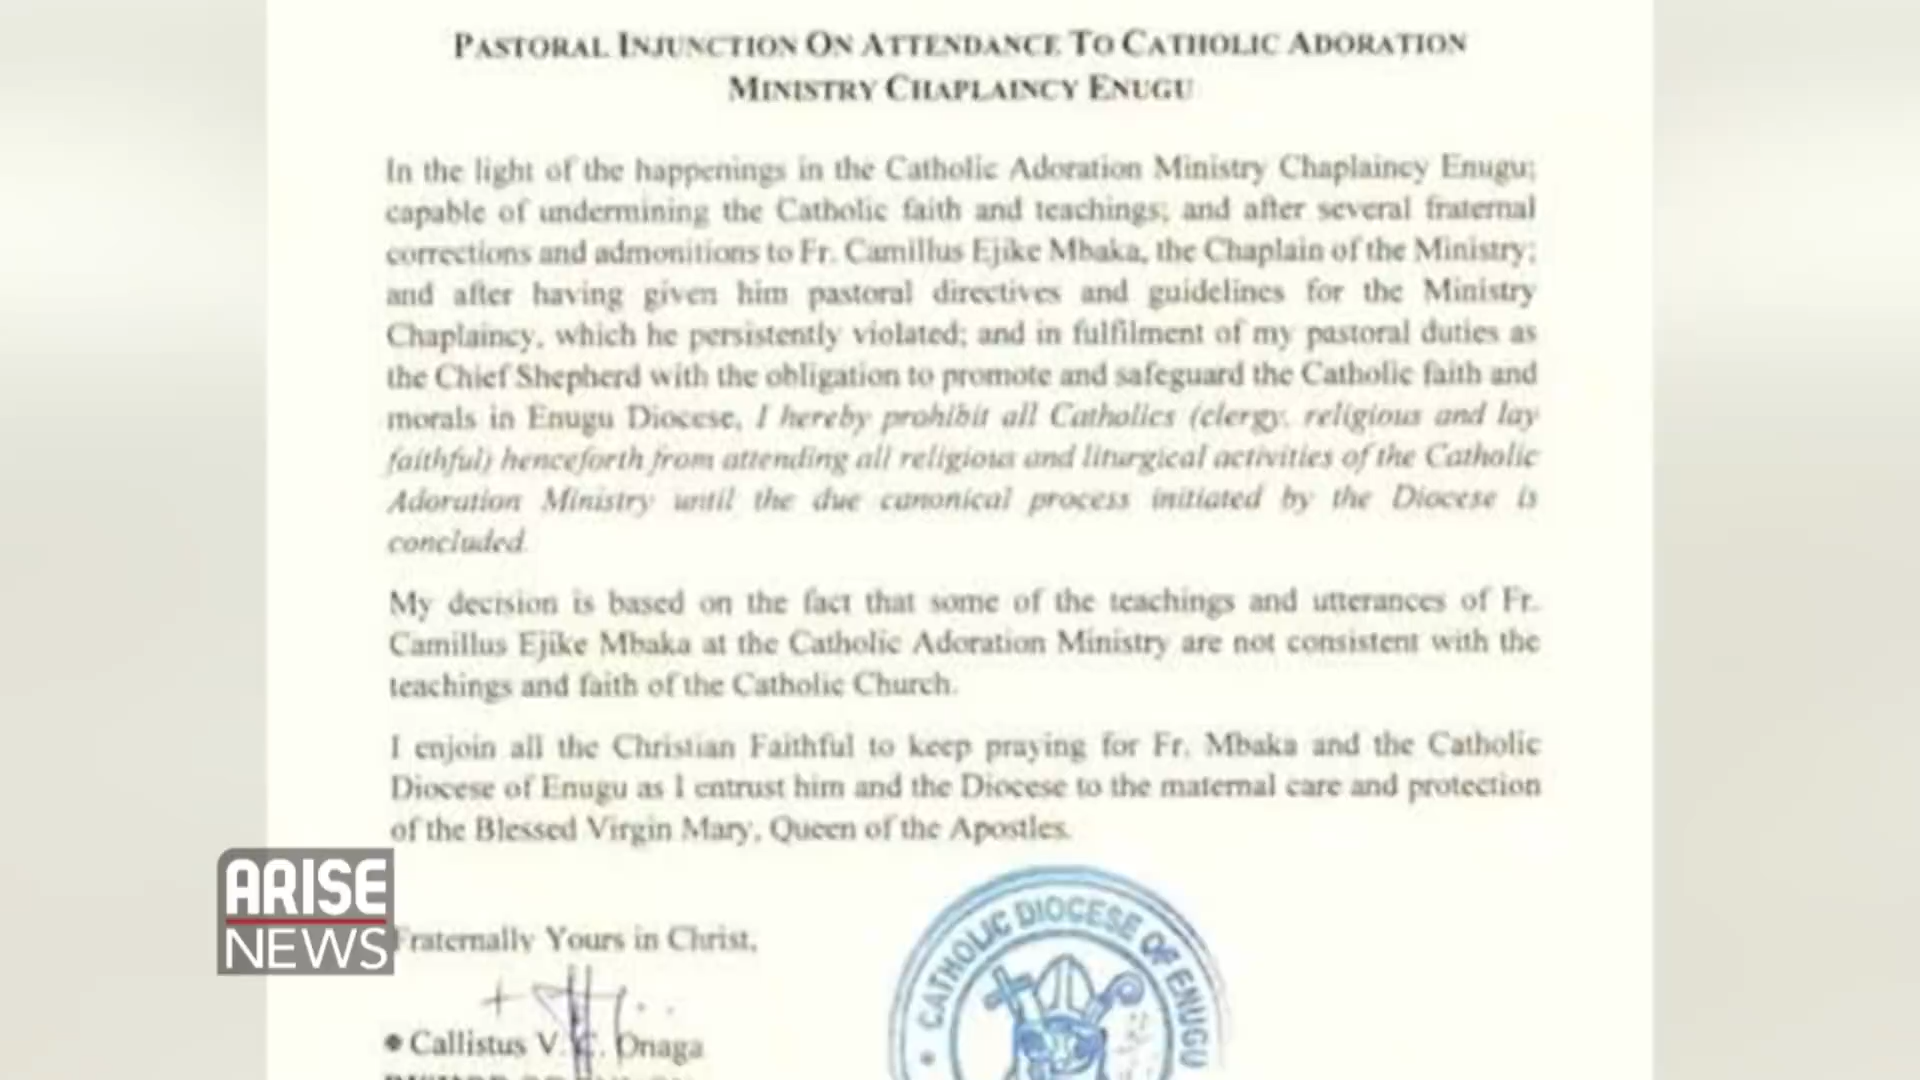 PASTORAL INJUNCTION ON ATTENDANCE TO CATHOLIC ADORATION
MINISTRY CHAPLAINCY ENUGU
In the light of the happenings in the Catholic Adoration Ministry Chaplaincy Enugu;
capable of undermining the Catholic faith and teachings; and after several fraternal
corrections and admonitions to Fr. Camillus Ejike Mbaka, the Chaplain of the Ministry;
and after having given him pastoral directives and guidelines for the Ministry
Chaplaincy, which he persistently violated; and in fulfilment of my pastoral duties as
the Chief Shepherd with the obligation to promote and safeguard the Catholic faith and
morals in Enugu Diocese, I hereby prohibit all Catholics (clergy, religious and lay
faithful) henceforth from attending all religious and liturgical activities of the Catholic
Adoration Ministry until the due canonical process initiated by the Diocese is
concluded.
My decision is based on the fact that some of the teachings and utterances of Fr.
Camillus Ejike Mbaka at the Catholic Adoration Ministry are not consistent with the
teachings and faith of the Catholic Church.
I enjoin all the Christian Faithful to keep praying for Fr. Mbaka and the Catholic
Diocese of Enugu as I entrust him and the Diocese to the maternal care and protection
of the Blessed Virgin Mary, Queen of the Apostles.
ARISE
NEWS
Fraternally Yours in Christ,
Callistus V. C. Onaga
CATHOLIC DIOCESE OF ENUGU